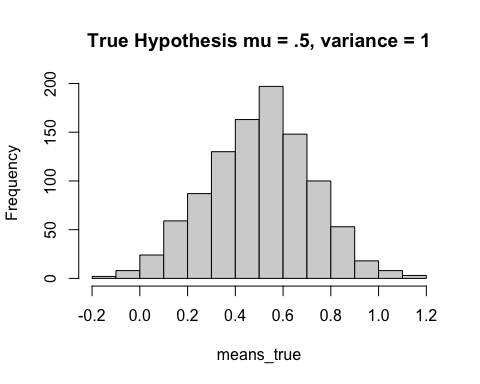 True Hypothesis mu = .5, variance = 1
Frequency
200
150
100
50
0
-0.2 0.0 0.2 0.4 0.6 0.8 1.0 1.2
means_true